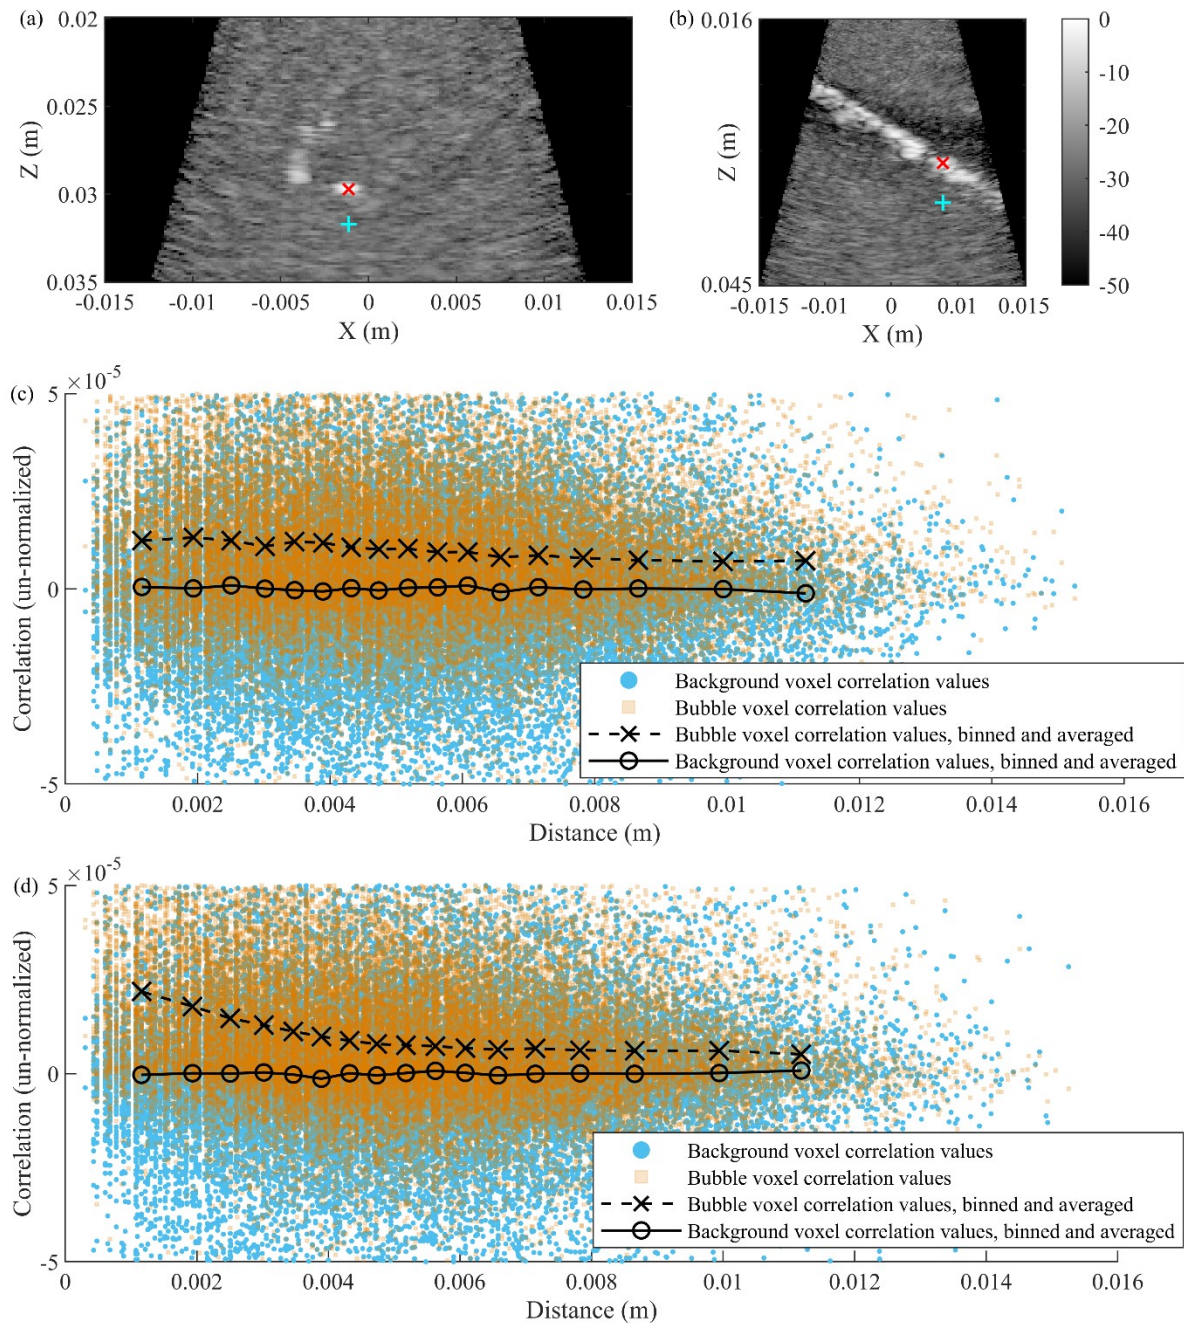 (a)
0.02
0.025
0.03
0.035
Z (m)
-0.015
-0.01
-0.005
0
0.005
0.01
0.015
X (m)
(b)
0.016
0.045
Z (m)
-0.015
-0.01
0
0.01
0.015
X (m)
0
-10
-20
-30
-40
-50
(c)
×10⁻⁵
5
0
-5
Correlation (un-normalized)
Background voxel correlation values
Bubble voxel correlation values
Bubble voxel correlation values, binned and averaged
Background voxel correlation values, binned and averaged
0
0.002
0.004
0.006
0.008
0.01
0.012
0.014
0.016
Distance (m)
(d)
×10⁻⁵
5
0
-5
Correlation (un-normalized)
Background voxel correlation values
Bubble voxel correlation values
Bubble voxel correlation values, binned and averaged
Background voxel correlation values, binned and averaged
0
0.002
0.004
0.006
0.008
0.01
0.012
0.014
0.016
Distance (m)